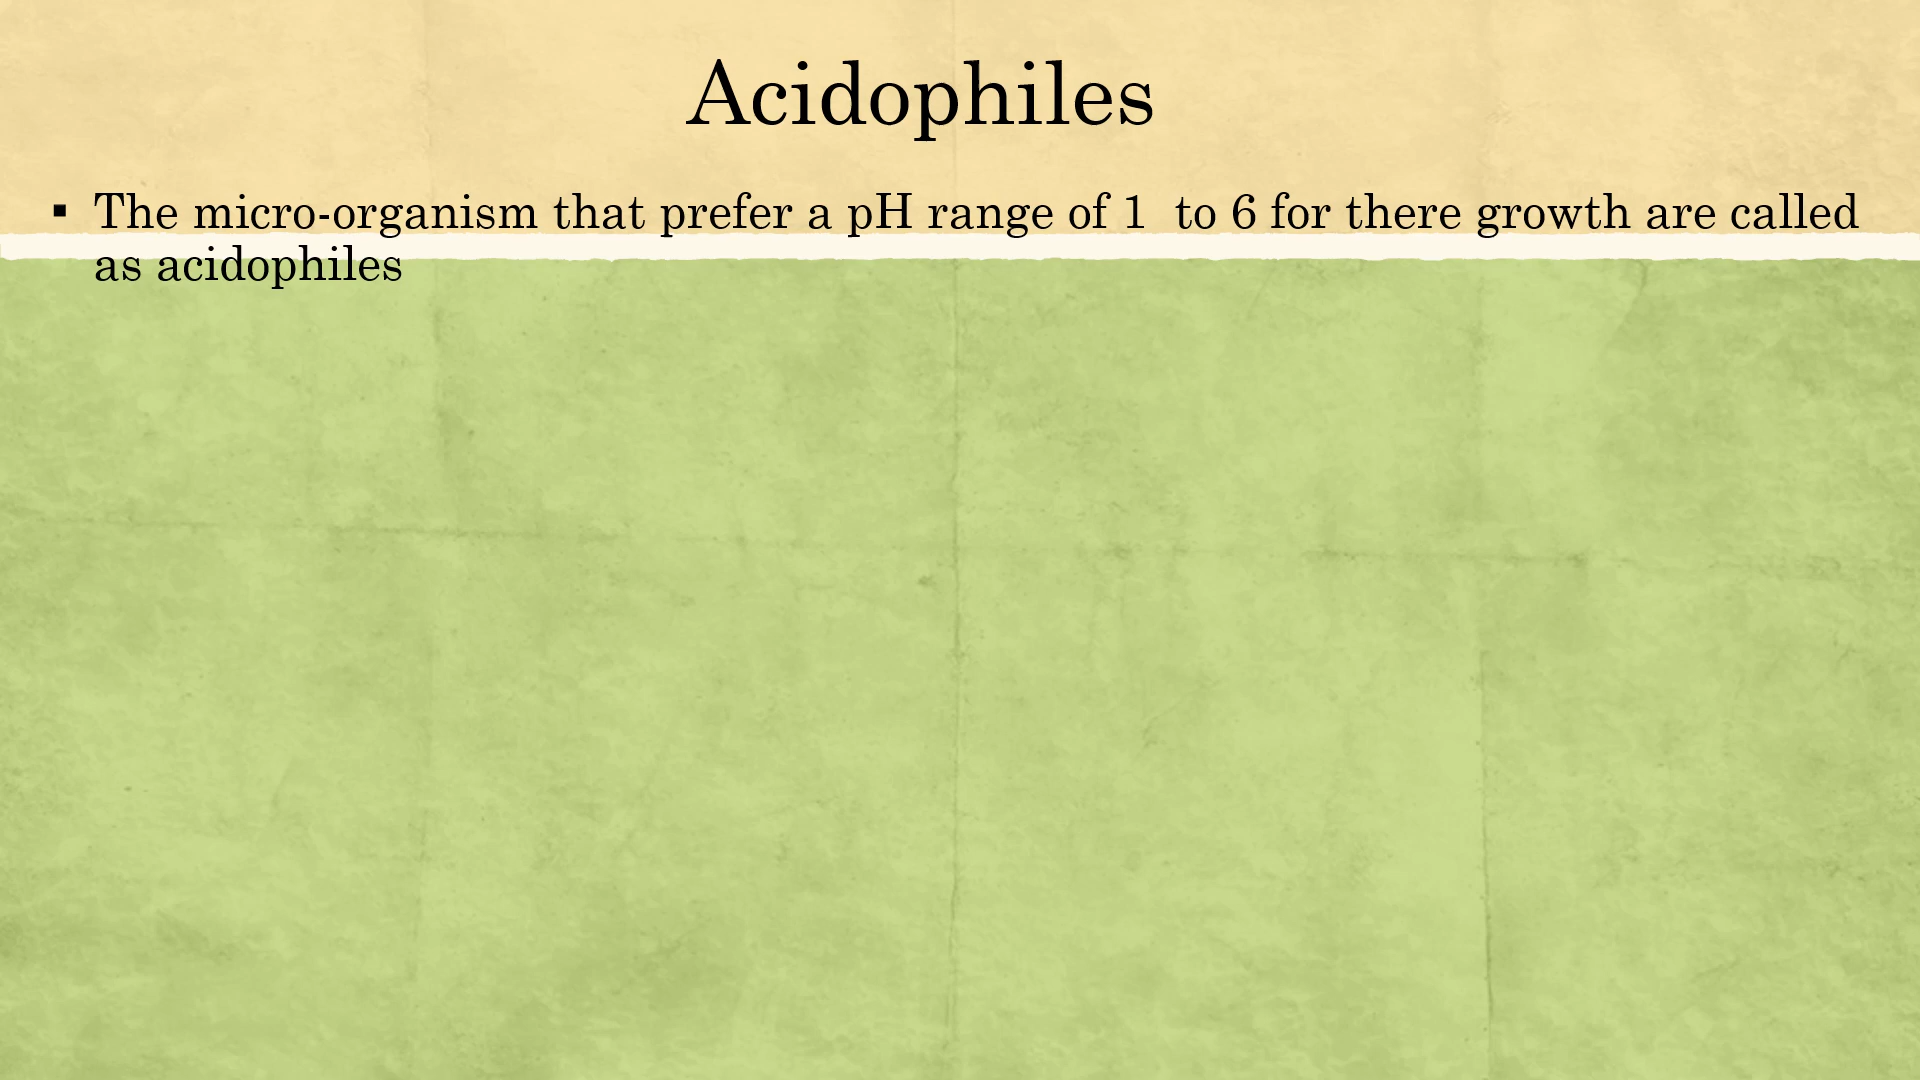 Acidophiles
▪ The micro-organism that prefer a pH range of 1  to 6 for there growth are called
as acidophiles